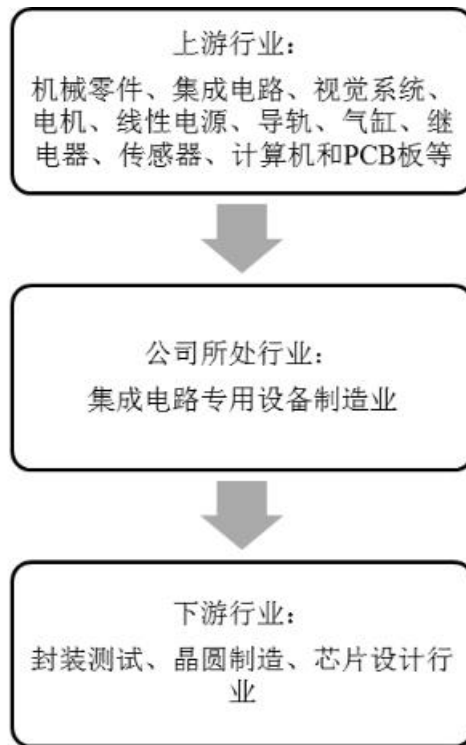 上游行业：
机械零件、集成电路、视觉系统、
电机、线性电源、导轨、气缸、继
电器、传感器、计算机和PCB板等
公司所处行业：
集成电路专用设备制造业
下游行业：
封装测试、晶圆制造、芯片设计行
业